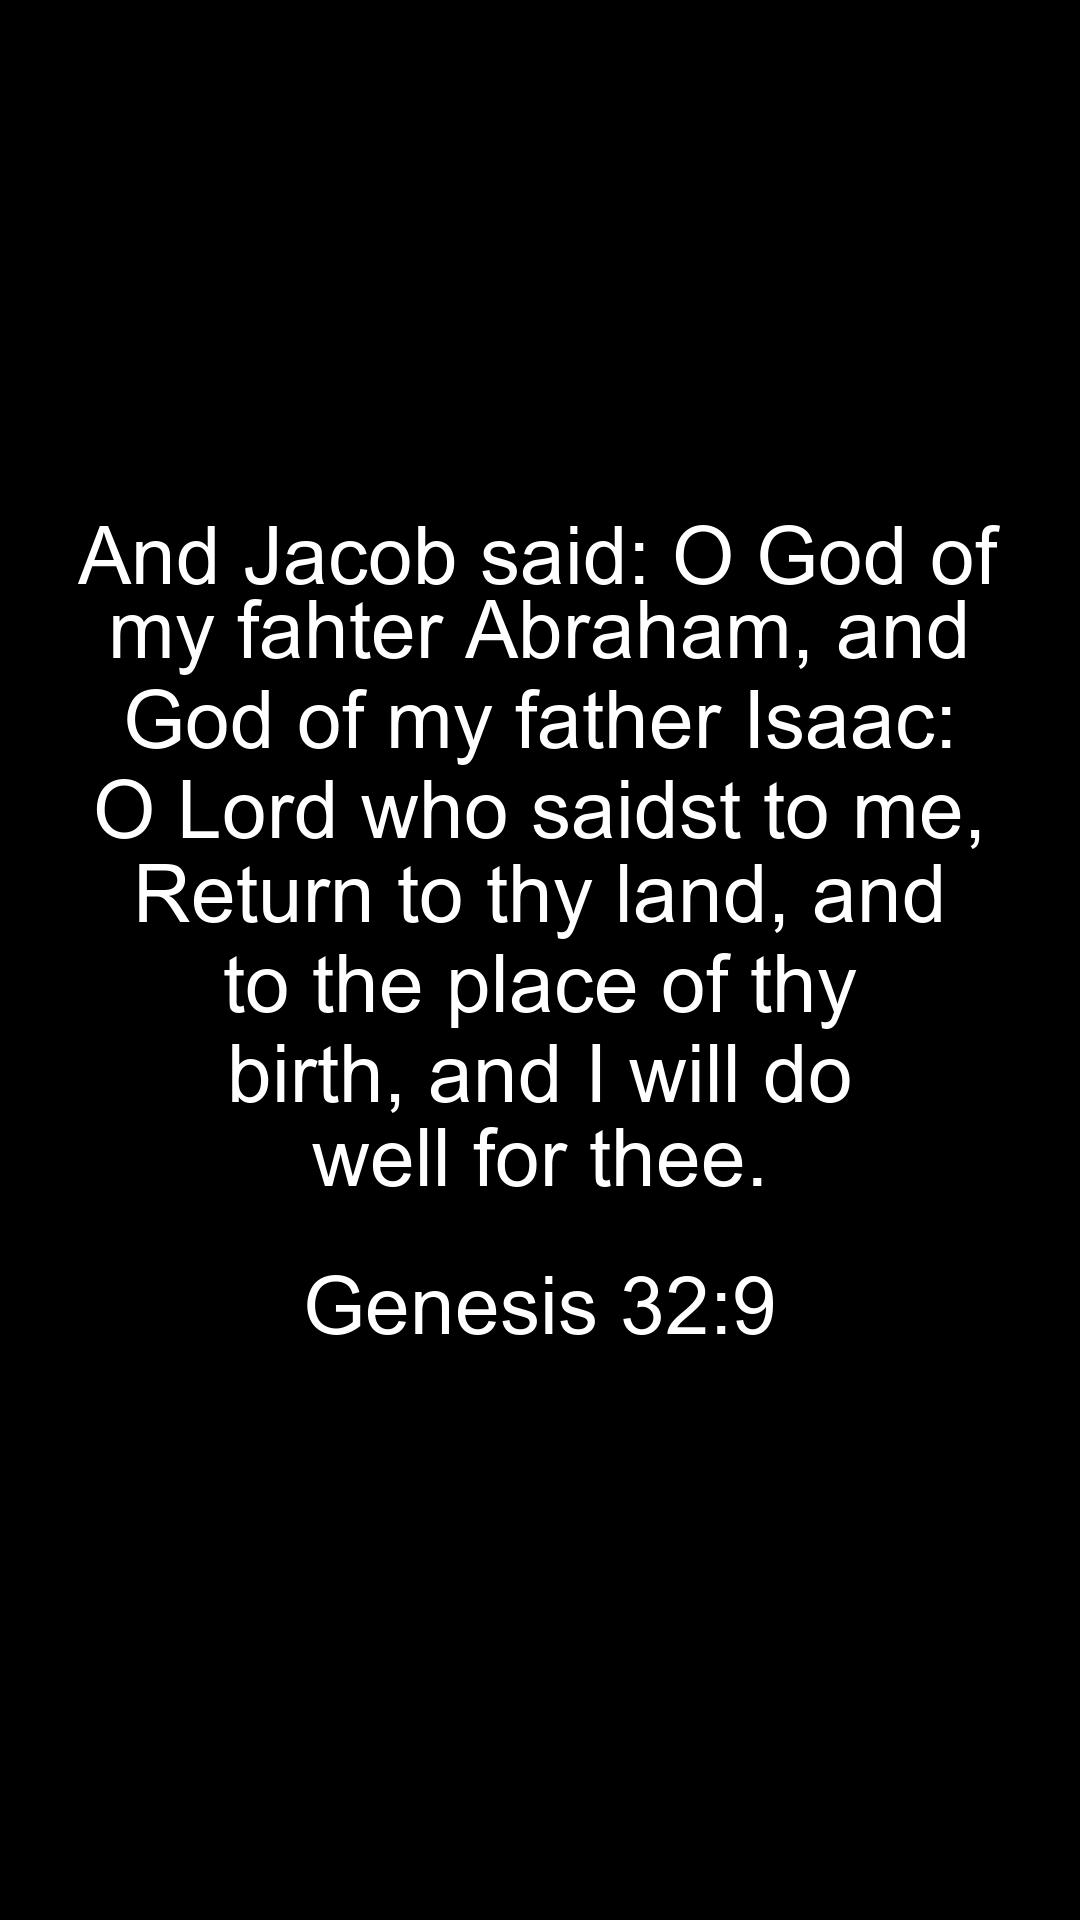 And Jacob said: O God of
my fahter Abraham, and
God of my father Isaac:
O Lord who saidst to me,
Return to thy land, and
to the place of thy
birth, and I will do
well for thee.
Genesis 32:9